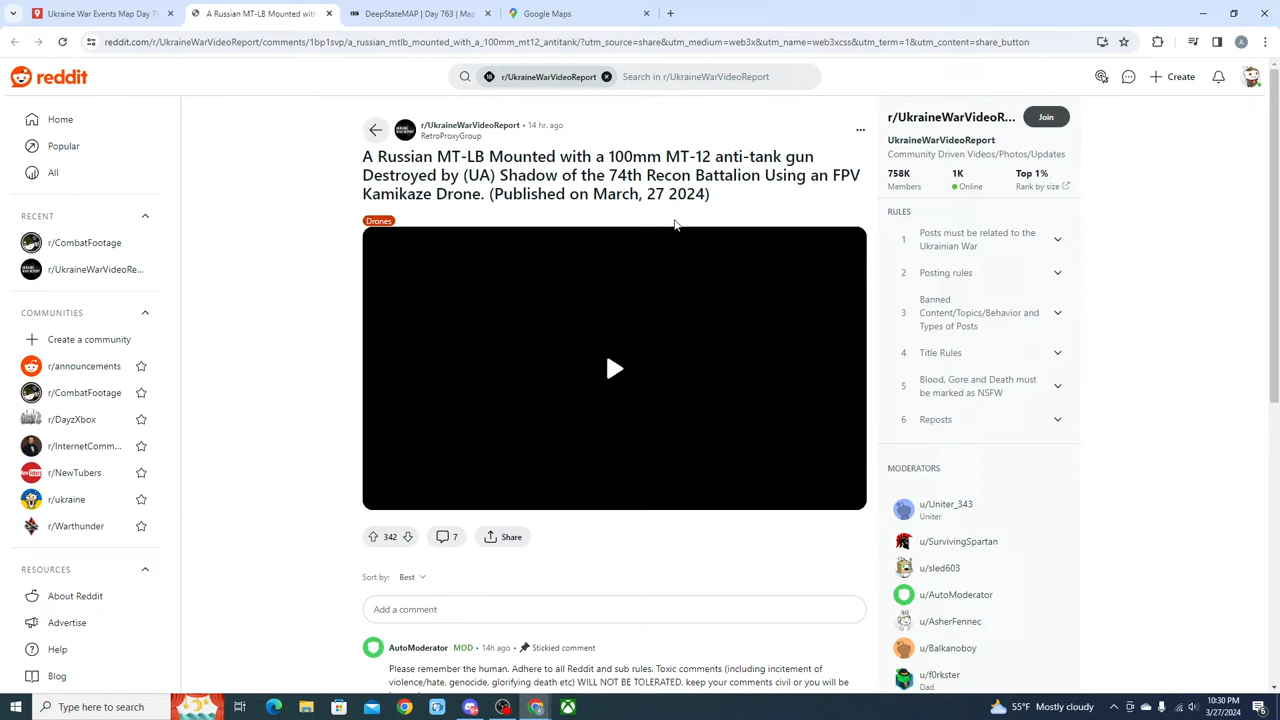 Ukraine War Events Map Day 7
A Russian MT-LB Mounted with
DeepStateMAP | Day 763 | Map
Google Maps
reddit.com/r/UkraineWarVideoReport/comments/1bp1svp/a_russian_mtlb_mounted_with_a_100mm_mt12_antitank/?utm_source=share&utm_medium=web3x&utm_name=web3xcss&utm_term=1&utm_content=share_button
A
reddit
r/UkraineWarVideoReport
Search in r/UkraineWarVideoReport
Create
Home
Popular
All
RECENT
r/CombatFootage
r/UkraineWarVideoRe...
COMMUNITIES
Create a community
r/announcements
r/CombatFootage
r/DayzXbox
r/InternetComm...
r/NewTubers
r/ukraine
r/Warthunder
RESOURCES
About Reddit
Advertise
Help
Blog
r/UkraineWarVideoReport • 14 hr. ago
RetroProxyGroup
A Russian MT-LB Mounted with a 100mm MT-12 anti-tank gun
Destroyed by (UA) Shadow of the 74th Recon Battalion Using an FPV
Kamikaze Drone. (Published on March, 27 2024)
Drones
342
7
Share
Sort by:
Best
Add a comment
AutoModerator MOD • 14h ago • Stickied comment
Please remember the human. Adhere to all Reddit and sub rules. Toxic comments (including incitement of
violence/hate, genocide, glorifying death etc) WILL NOT BE TOLERATED, keep your comments civil or you will be
r/UkraineWarVideoR...
Join
UkraineWarVideoReport
Community Driven Videos/Photos/Updates
758K
1K
Top 1%
Members
Online
Rank by size
RULES
1 Posts must be related to the
Ukrainian War
2 Posting rules
3 Banned
Content/Topics/Behavior and
Types of Posts
4 Title Rules
5 Blood, Gore and Death must
be marked as NSFW
6 Reposts
MODERATORS
u/Uniter_343
Uniter
u/SurvivingSpartan
u/sled603
u/AutoModerator
u/AsherFennec
u/Balkanoboy
u/f0rkster
Dad
Type here to search
55°F Mostly cloudy
10:30 PM
3/27/2024